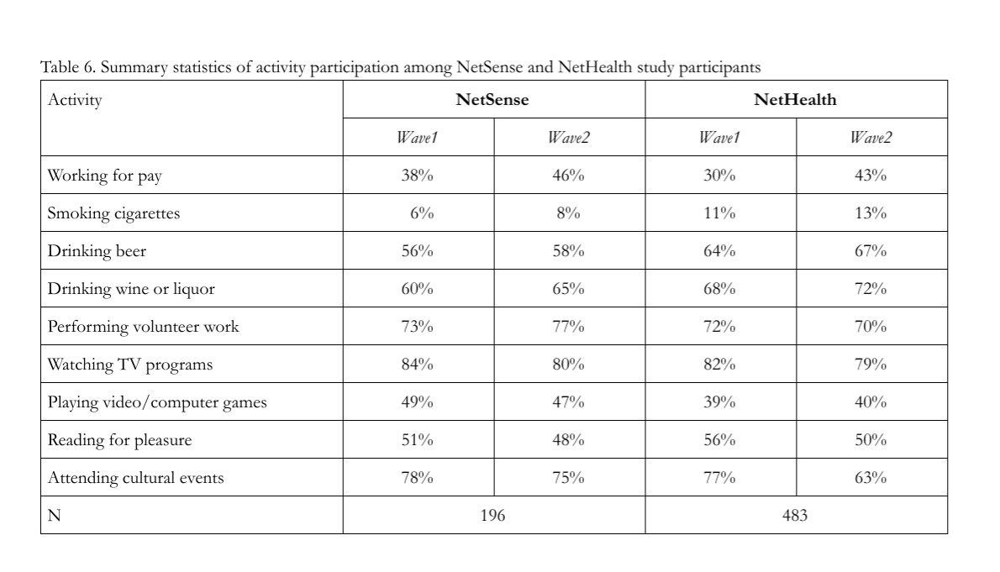 Table 6. Summary statistics of activity participation among NetSense and NetHealth study participants
Activity NetSense NetHealth
Wave1 Wave2 Wave1 Wave2
Working for pay 38% 46% 30% 43%
Smoking cigarettes 6% 8% 11% 13%
Drinking beer 56% 58% 64% 67%
Drinking wine or liquor 60% 65% 68% 72%
Performing volunteer work 73% 77% 72% 70%
Watching TV programs 84% 80% 82% 79%
Playing video/computer games 49% 47% 39% 40%
Reading for pleasure 51% 48% 56% 50%
Attending cultural events 78% 75% 77% 63%
N 196 483